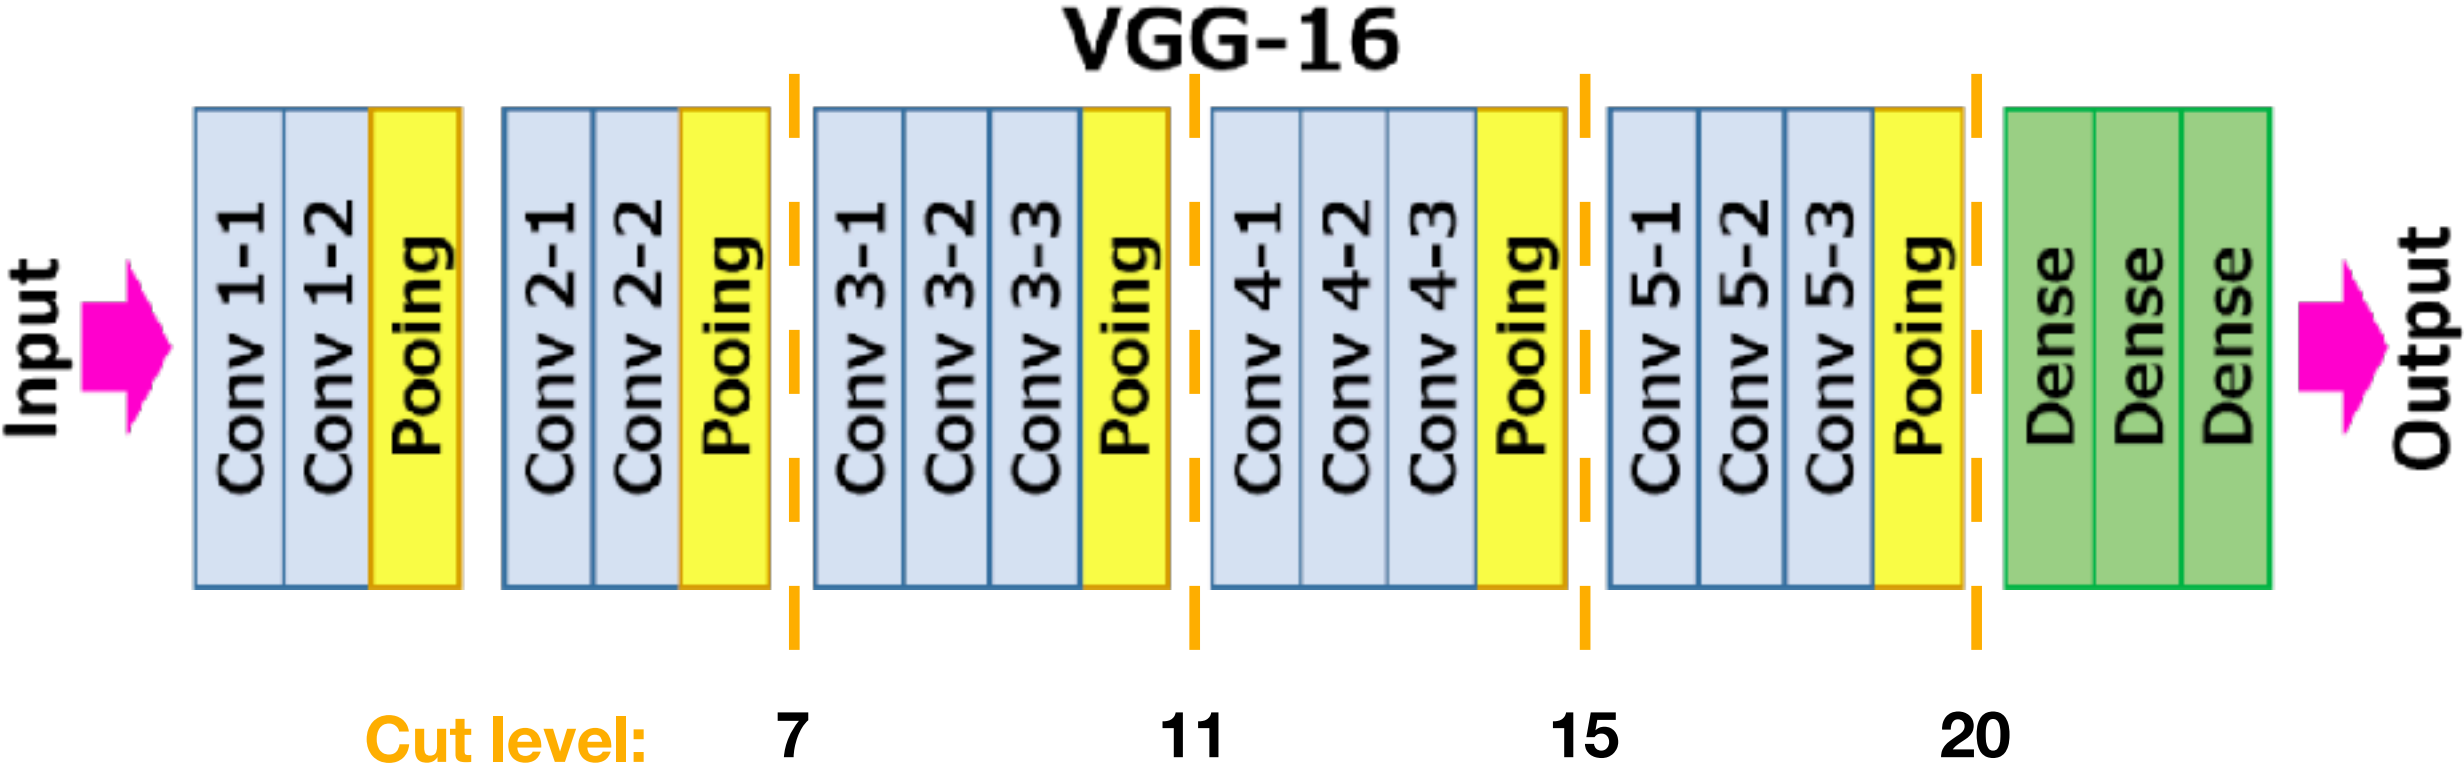 VGG-16
Input
Conv 1-1
Conv 1-2
Pooing
Conv 2-1
Conv 2-2
Pooing
Conv 3-1
Conv 3-2
Conv 3-3
Pooing
Conv 4-1
Conv 4-2
Conv 4-3
Pooing
Conv 5-1
Conv 5-2
Conv 5-3
Pooing
Dense
Dense
Dense
Output
Cut level: 7 11 15 20